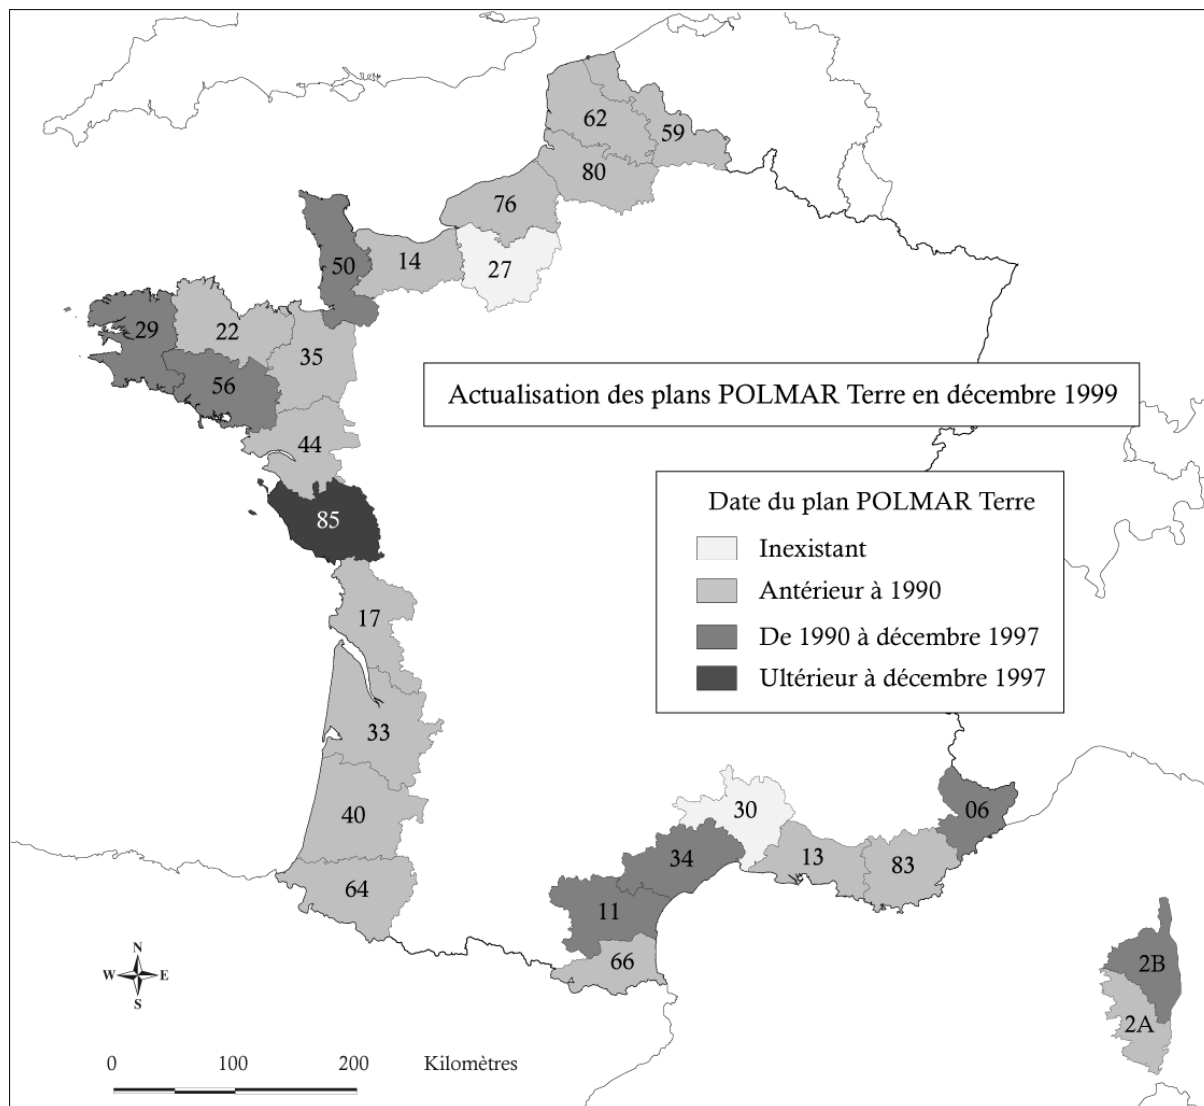 62
59
80
76
14
27
50
29
22
35
56
Actualisation des plans POLMAR Terre en décembre 1999
44
85
Date du plan POLMAR Terre
Inexistant
Antérieur à 1990
De 1990 à décembre 1997
Ultérieur à décembre 1997
17
33
40
64
30
06
34
13
83
11
66
2B
2A
N
W E
S
0 100 200 Kilomètres